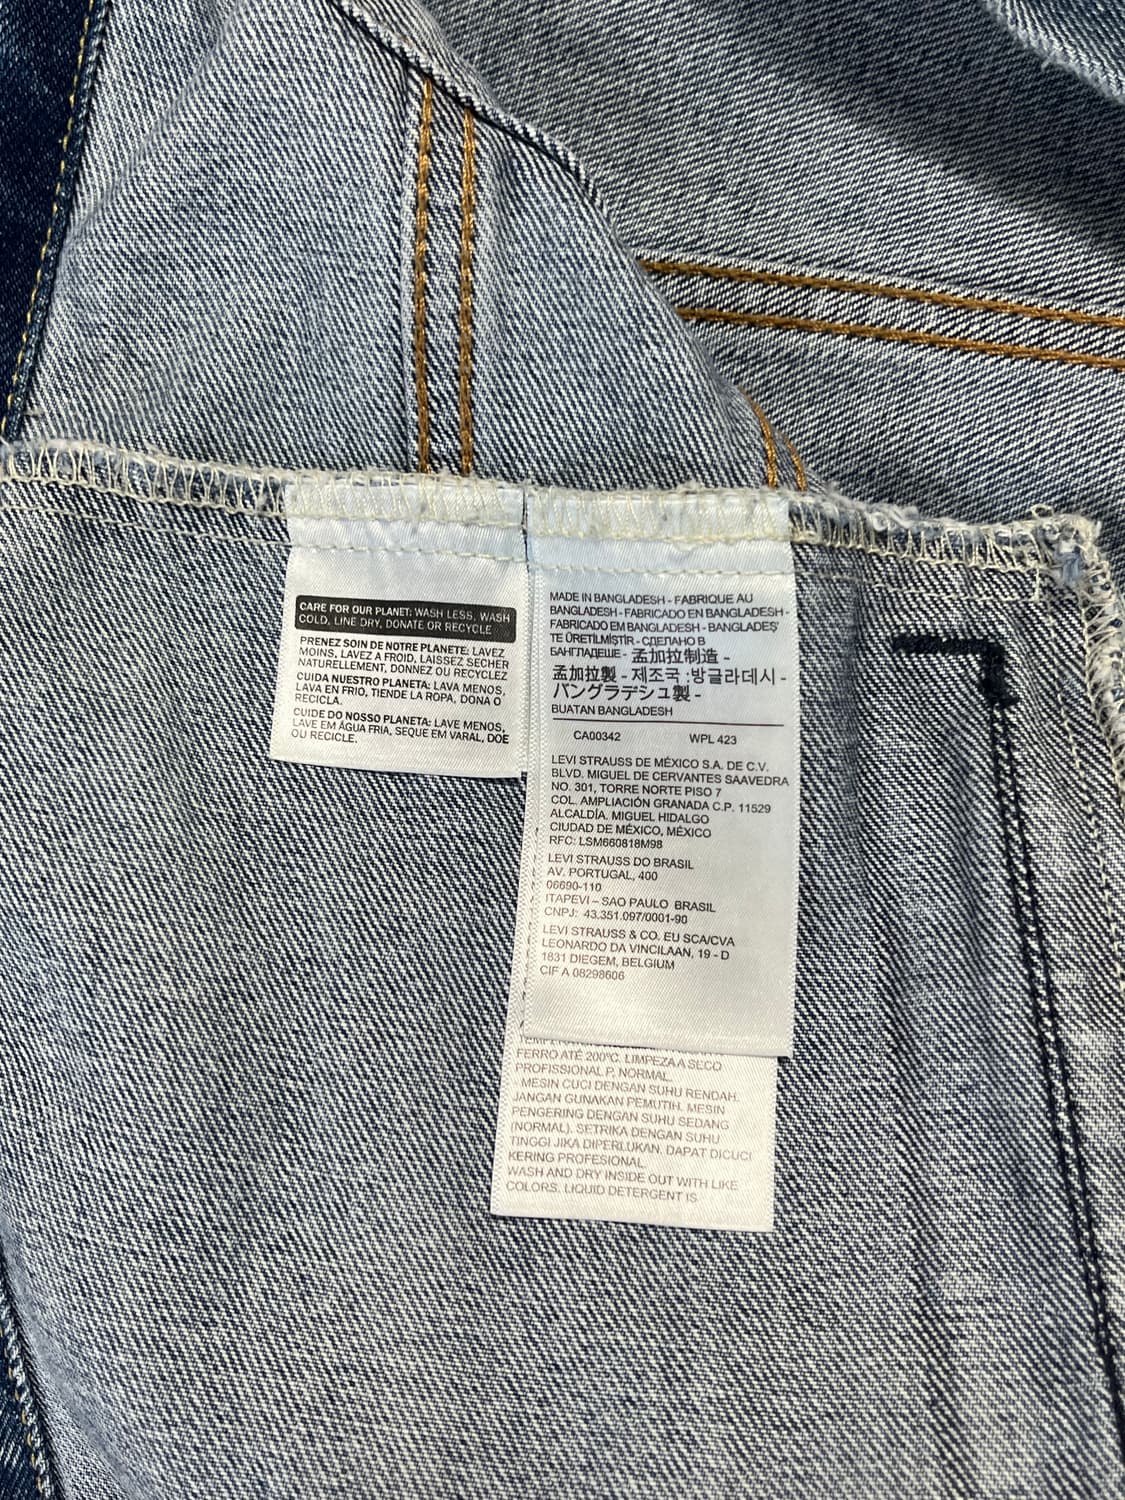 CARE FOR OUR PLANET: WASH LESS, WASH
COLD, LINE DRY, DONATE OR RECYCLE
PRENEZ SOIN DE NOTRE PLANETE: LAVEZ
MOINS, LAVEZ À FROID, LAISSEZ SÉCHER
NATURELLEMENT, DONNEZ OU RECYCLEZ
CUIDA NUESTRO PLANETA: LAVA MENOS,
LAVA EN FRIO, TIENDE LA ROPA, DONA O
RECICLA.
CUIDE DO NOSSO PLANETA: LAVE MENOS,
LAVE EM ÁGUA FRIA, SEQUE EM VARAL, DOE
OU RECICLE.
MADE IN BANGLADESH - FABRIQUE AU
BANGLADESH - FABRICADO EN BANGLADESH -
FABRICADO EM BANGLADESH - BANGLADEŞ'
TE ÜRETİLMİŞTİR - СДЕЛАНО В
БАНГЛАДЕШЕ - 孟加拉制造 -
孟加拉製 - 제조국 :방글라데시 -
バングラデシュ製 -
BUATAN BANGLADESH
CA00342 WPL 423
LEVI STRAUSS DE MÉXICO S.A. DE C.V.
BLVD. MIGUEL DE CERVANTES SAAVEDRA
NO. 301, TORRE NORTE PISO 7
COL. AMPLIACIÓN GRANADA C.P. 11529
ALCALDÍA. MIGUEL HIDALGO
CIUDAD DE MÉXICO, MÉXICO
RFC: LSM660818M98
LEVI STRAUSS DO BRASIL
AV. PORTUGAL, 400
06690-110
ITAPEVI – SAO PAULO BRASIL
CNPJ: 43.351.097/0001-90
LEVI STRAUSS & CO. EU SCA/CVA
LEONARDO DA VINCILAAN, 19 - D
1831 DIEGEM, BELGIUM
CIF A 08298606
FERRO ATÉ 200ºC. LIMPEZA A SECO
PROFISSIONAL P, NORMAL.
- MESIN CUCI DENGAN SUHU RENDAH.
JANGAN GUNAKAN PEMUTIH. MESIN
PENGERING DENGAN SUHU SEDANG
(NORMAL). SETRIKA DENGAN SUHU
TINGGI JIKA DIPERLUKAN. DAPAT DICUCI
KERING PROFESIONAL.
WASH AND DRY INSIDE OUT WITH LIKE
COLORS. LIQUID DETERGENT IS